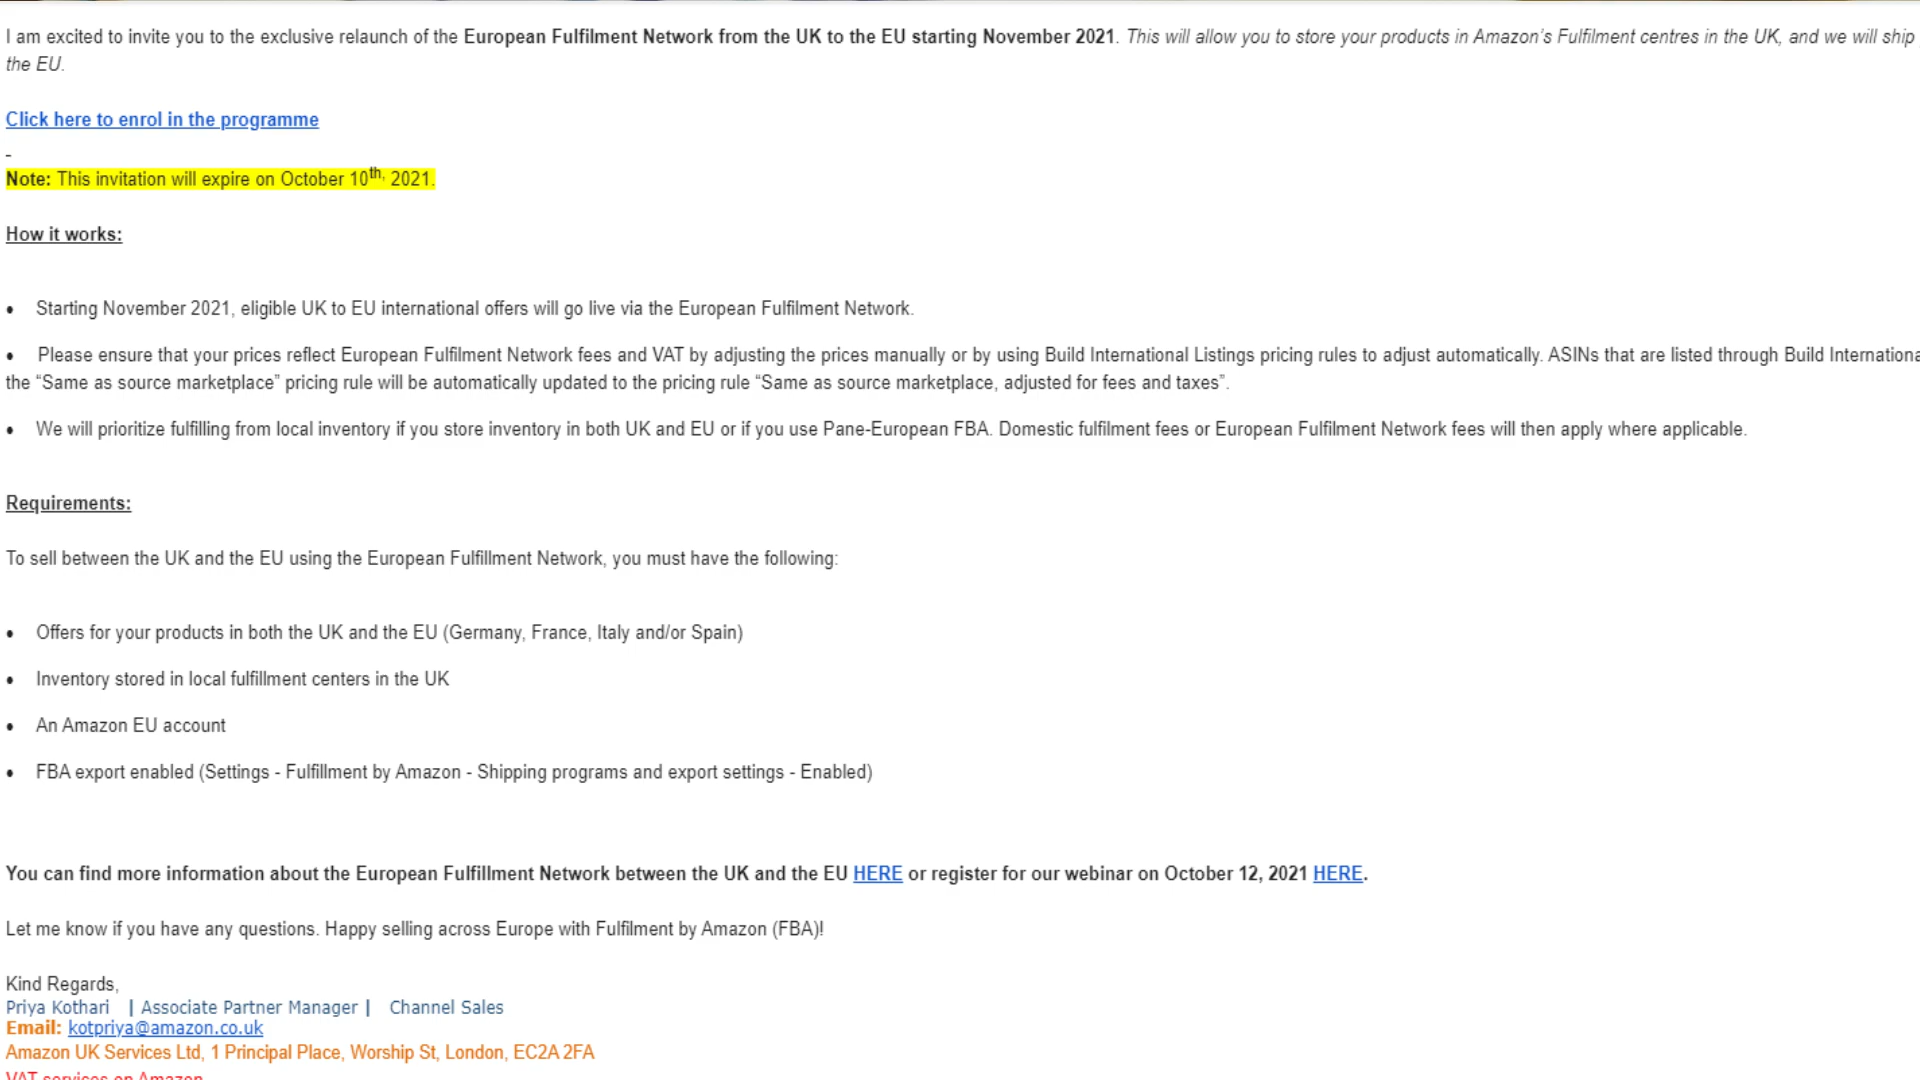 I am excited to invite you to the exclusive relaunch of the European Fulfilment Network from the UK to the EU starting November 2021. This will allow you to store your products in Amazon's Fulfilment centres in the UK, and we will ship
the EU.
Click here to enrol in the programme
-
Note: This invitation will expire on October 10th, 2021.
How it works:
• Starting November 2021, eligible UK to EU international offers will go live via the European Fulfilment Network.
• Please ensure that your prices reflect European Fulfilment Network fees and VAT by adjusting the prices manually or by using Build International Listings pricing rules to adjust automatically. ASINs that are listed through Build Internationa
the “Same as source marketplace” pricing rule will be automatically updated to the pricing rule “Same as source marketplace, adjusted for fees and taxes”.
• We will prioritize fulfilling from local inventory if you store inventory in both UK and EU or if you use Pane-European FBA. Domestic fulfilment fees or European Fulfilment Network fees will then apply where applicable.
Requirements:
To sell between the UK and the EU using the European Fulfillment Network, you must have the following:
• Offers for your products in both the UK and the EU (Germany, France, Italy and/or Spain)
• Inventory stored in local fulfillment centers in the UK
• An Amazon EU account
• FBA export enabled (Settings - Fulfillment by Amazon - Shipping programs and export settings - Enabled)
You can find more information about the European Fulfillment Network between the UK and the EU HERE or register for our webinar on October 12, 2021 HERE.
Let me know if you have any questions. Happy selling across Europe with Fulfilment by Amazon (FBA)!
Kind Regards,
Priya Kothari | Associate Partner Manager | Channel Sales
Email: kotpriya@amazon.co.uk
Amazon UK Services Ltd, 1 Principal Place, Worship St, London, EC2A 2FA
VAT services on Amazon